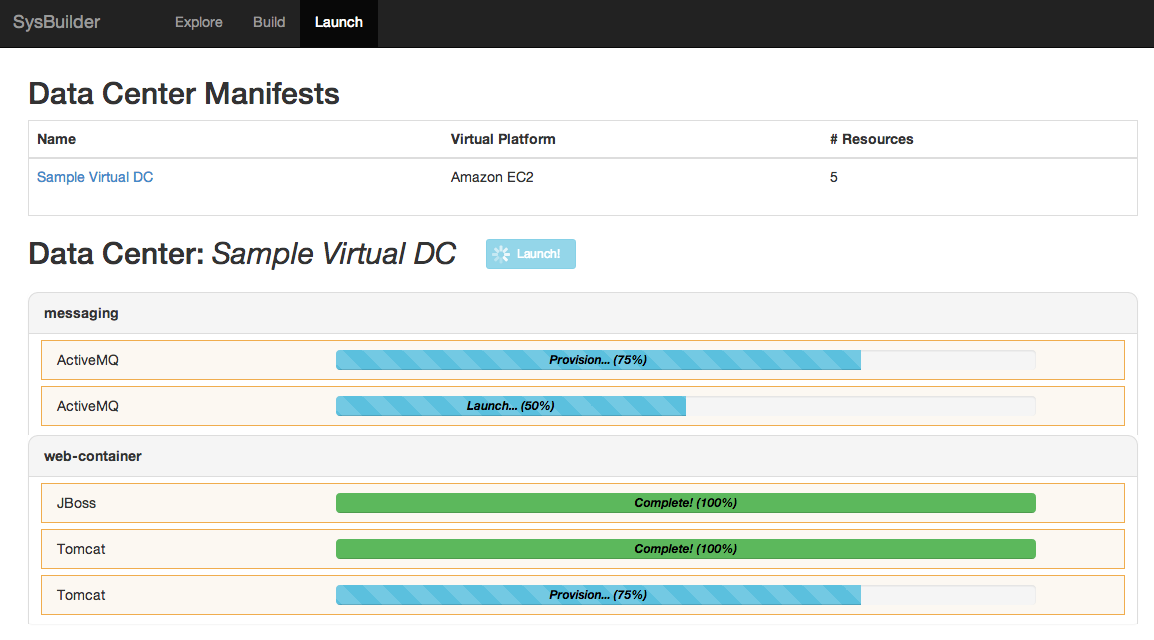 SysBuilder Explore Build Launch
Data Center Manifests
Name Virtual Platform # Resources
Sample Virtual DC Amazon EC2 5
Data Center: Sample Virtual DC Launch!
messaging
ActiveMQ Provision... (75%)
ActiveMQ Launch... (50%)
web-container
JBoss Complete! (100%)
Tomcat Complete! (100%)
Tomcat Provision... (75%)